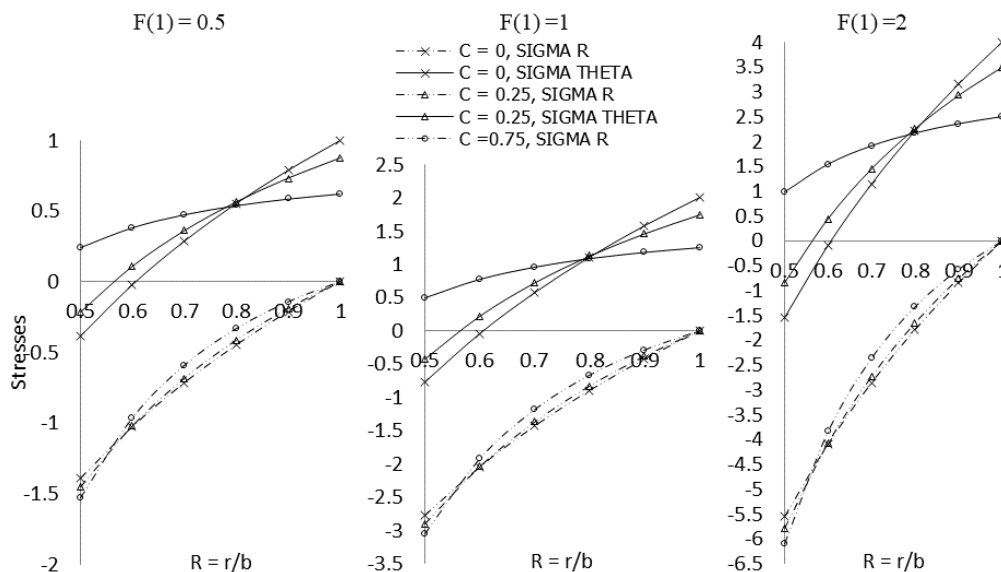 F(1) = 0.5
F(1) =1
F(1) =2
C = 0, SIGMA R
C = 0, SIGMA THETA
C = 0.25, SIGMA R
C = 0.25, SIGMA THETA
C =0.75, SIGMA R
Stresses
1
0.5
0
-0.5
-1
-1.5
-2
0.5 0.6 0.7 0.8 0.9 1
R = r/b
2.5
2
1.5
1
0.5
0
-0.5
-1
-1.5
-2
-2.5
-3
-3.5
0.5 0.6 0.7 0.8 0.9 1
R = r/b
4
3.5
3
2.5
2
1.5
1
0.5
0
-0.5
-1
-1.5
-2
-2.5
-3
-3.5
-4
-4.5
-5
-5.5
-6
-6.5
0.5 0.6 0.7 0.8 0.9 1
R = r/b